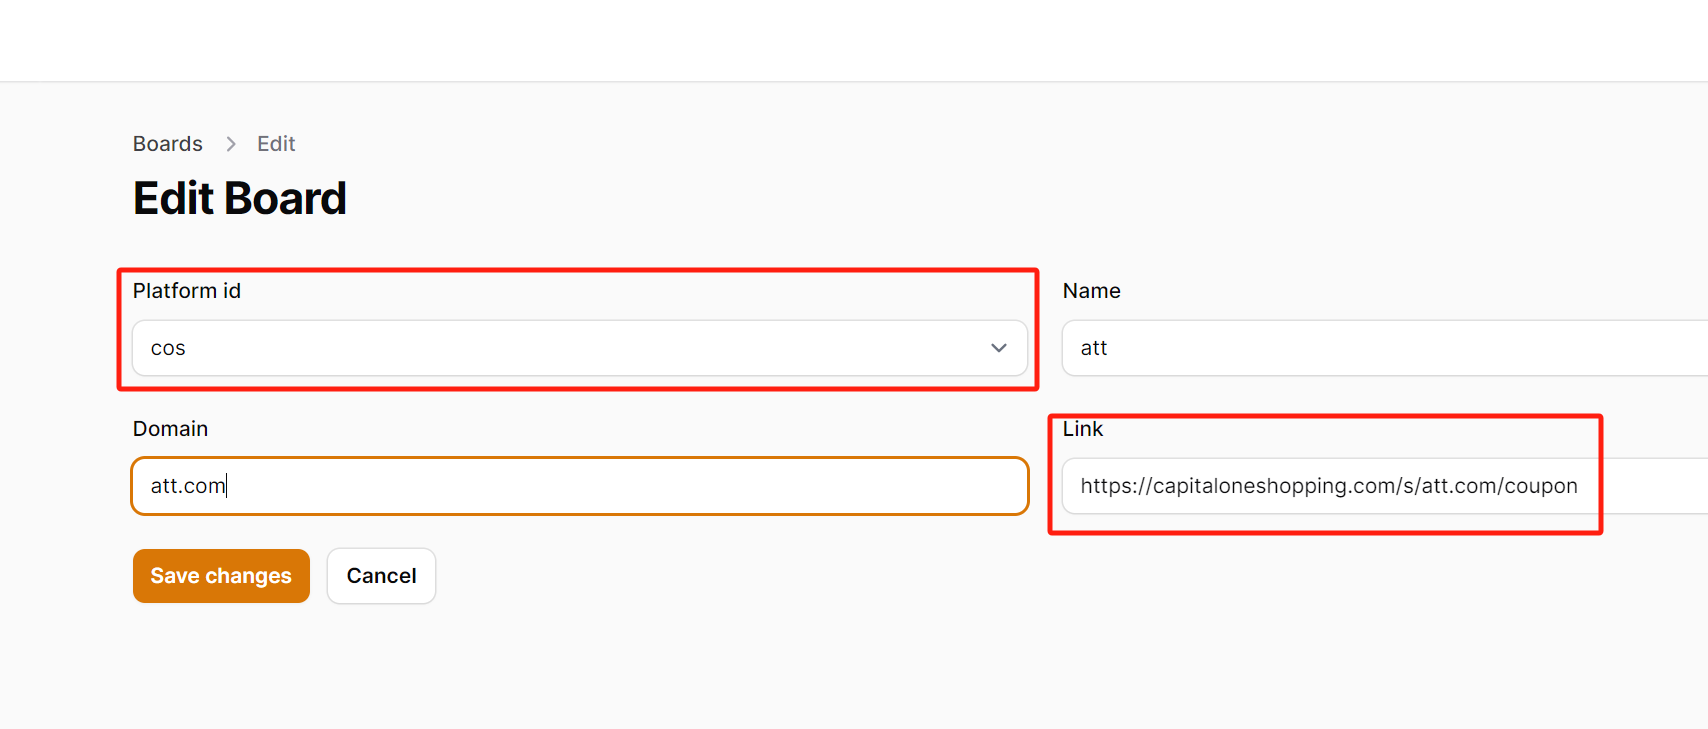 Boards > Edit
Edit Board
Platform id
cos
Name
att
Domain
att.com
Link
https://capitaloneshopping.com/s/att.com/coupon
Save changes
Cancel